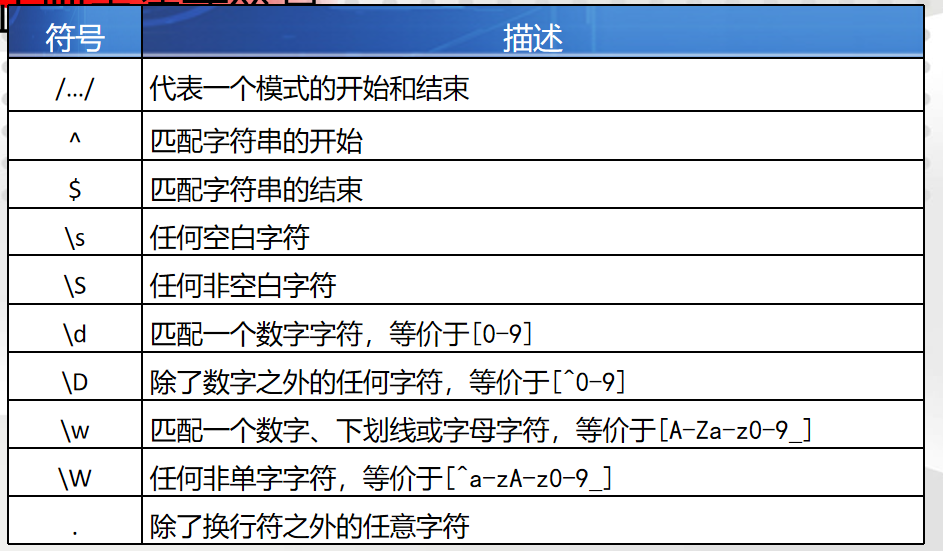 符号 描述
/…/ 代表一个模式的开始和结束
^ 匹配字符串的开始
$ 匹配字符串的结束
\s 任何空白字符
\S 任何非空白字符
\d 匹配一个数字字符，等价于[0-9]
\D 除了数字之外的任何字符，等价于[^0-9]
\w 匹配一个数字、下划线或字母字符，等价于[A-Za-z0-9_]
\W 任何非单字字符，等价于[^a-zA-z0-9_]
. 除了换行符之外的任意字符